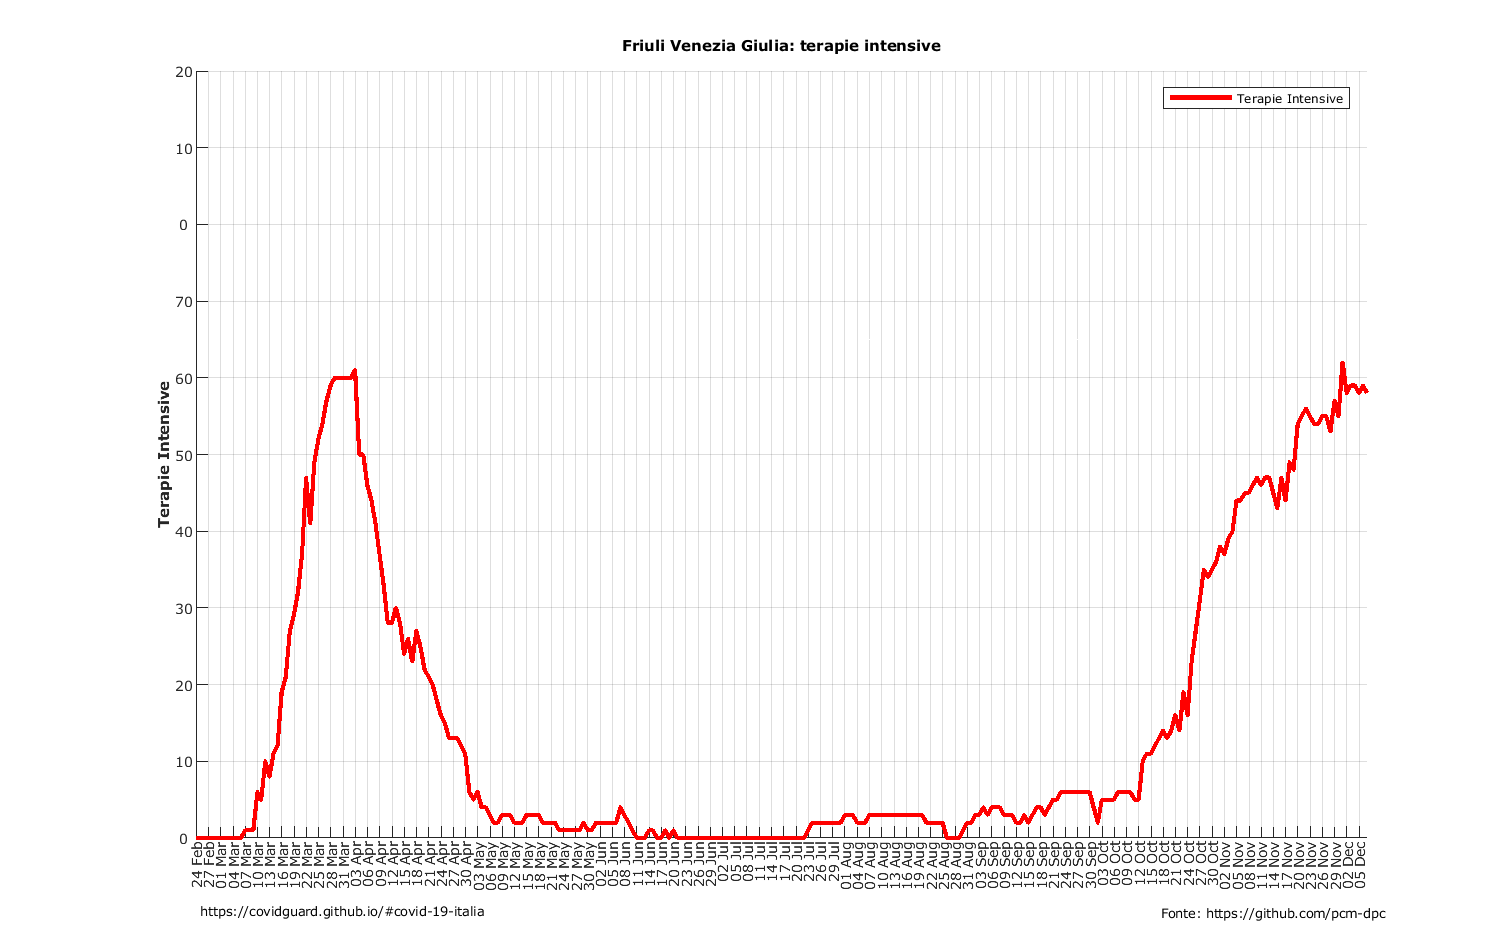 Friuli Venezia Giulia: terapie intensive
Terapie Intensive
20
10
0
70
60
50
40
30
20
10
0
Terapie Intensive
24 Feb
27 Feb
01 Mar
04 Mar
07 Mar
10 Mar
13 Mar
16 Mar
19 Mar
22 Mar
25 Mar
28 Mar
31 Mar
03 Apr
06 Apr
09 Apr
12 Apr
15 Apr
18 Apr
21 Apr
24 Apr
27 Apr
30 Apr
03 May
06 May
09 May
12 May
15 May
18 May
21 May
24 May
27 May
30 May
02 Jun
05 Jun
08 Jun
11 Jun
14 Jun
17 Jun
20 Jun
23 Jun
26 Jun
29 Jun
02 Jul
05 Jul
08 Jul
11 Jul
14 Jul
17 Jul
20 Jul
23 Jul
26 Jul
29 Jul
01 Aug
04 Aug
07 Aug
10 Aug
13 Aug
16 Aug
19 Aug
22 Aug
25 Aug
28 Aug
31 Aug
03 Sep
06 Sep
09 Sep
12 Sep
15 Sep
18 Sep
21 Sep
24 Sep
27 Sep
30 Sep
03 Oct
06 Oct
09 Oct
12 Oct
15 Oct
18 Oct
21 Oct
24 Oct
27 Oct
30 Oct
02 Nov
05 Nov
08 Nov
11 Nov
14 Nov
17 Nov
20 Nov
23 Nov
26 Nov
29 Nov
02 Dec
05 Dec
https://covidguard.github.io/#covid-19-italia
Fonte: https://github.com/pcm-dpc